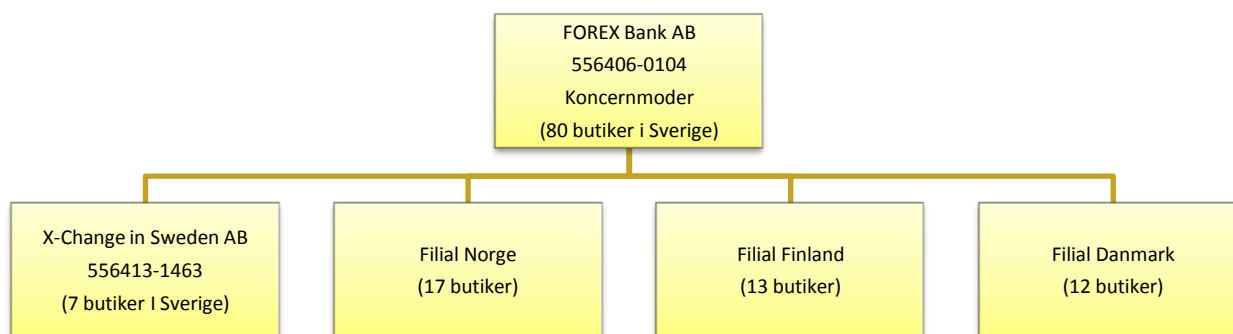 FOREX Bank AB
556406-0104
Koncernmoder
(80 butiker i Sverige)
X-Change in Sweden AB
556413-1463
(7 butiker I Sverige)
Filial Norge
(17 butiker)
Filial Finland
(13 butiker)
Filial Danmark
(12 butiker)